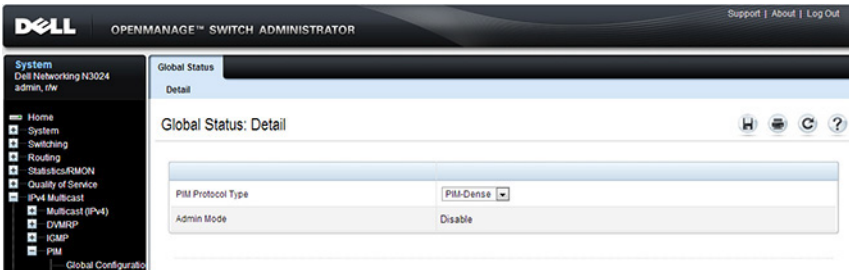 Support | About | Log Out
DELL OPENMANAGE™ SWITCH ADMINISTRATOR
System
Dell Networking N3024
admin, r/w
Global Status
Detail
Home
System
Switching
Routing
Statistics/RMON
Quality of Service
IPv4 Multicast
Multicast (IPv4)
DVMRP
IGMP
PIM
Global Configuratio
Global Status: Detail
PIM Protocol Type PIM-Dense
Admin Mode Disable